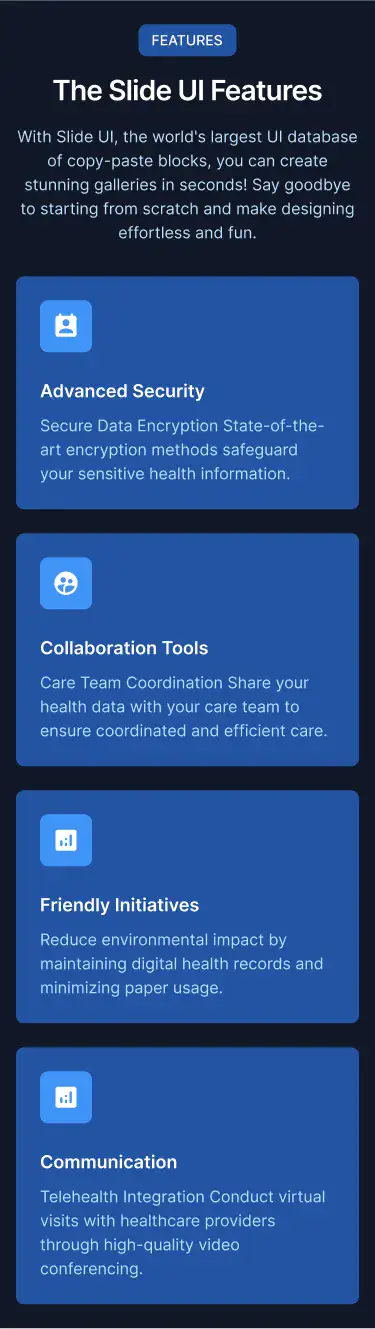 FEATURES
The Slide UI Features
With Slide UI, the world's largest UI database
of copy-paste blocks, you can create
stunning galleries in seconds! Say goodbye
to starting from scratch and make designing
effortless and fun.
Advanced Security
Secure Data Encryption State-of-the-
art encryption methods safeguard
your sensitive health information.
Collaboration Tools
Care Team Coordination Share your
health data with your care team to
ensure coordinated and efficient care.
Friendly Initiatives
Reduce environmental impact by
maintaining digital health records and
minimizing paper usage.
Communication
Telehealth Integration Conduct virtual
visits with healthcare providers
through high-quality video
conferencing.